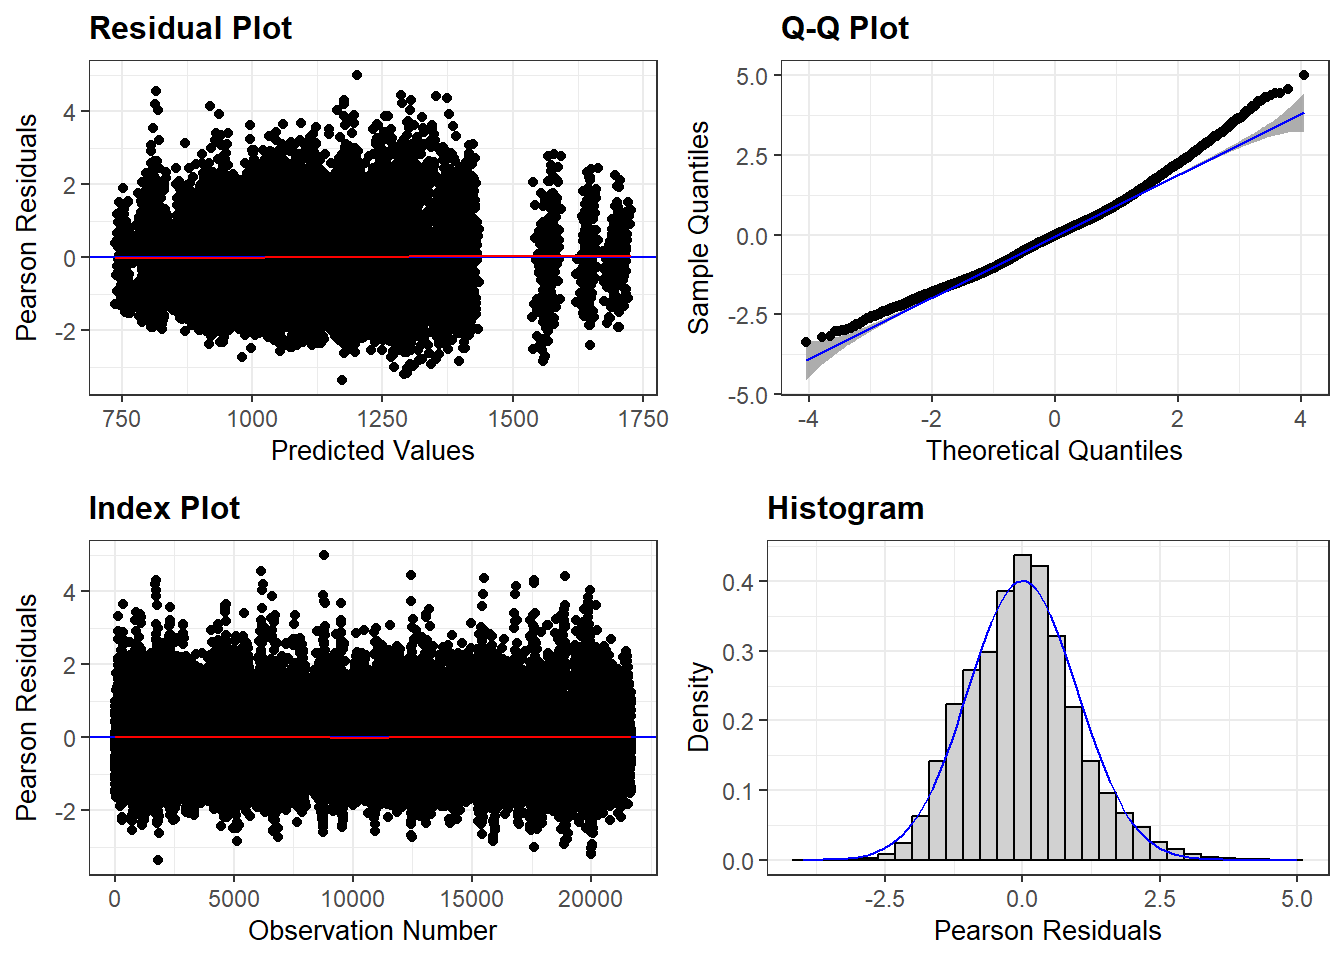 Residual Plot
Pearson Residuals
4
2
0
-2
750 1000 1250 1500 1750
Predicted Values
Q-Q Plot
Sample Quantiles
5.0
2.5
0.0
-2.5
-5.0
-4 -2 0 2 4
Theoretical Quantiles
Index Plot
Pearson Residuals
4
2
0
-2
0 5000 10000 15000 20000
Observation Number
Histogram
Density
0.4
0.3
0.2
0.1
0.0
-2.5 0.0 2.5 5.0
Pearson Residuals